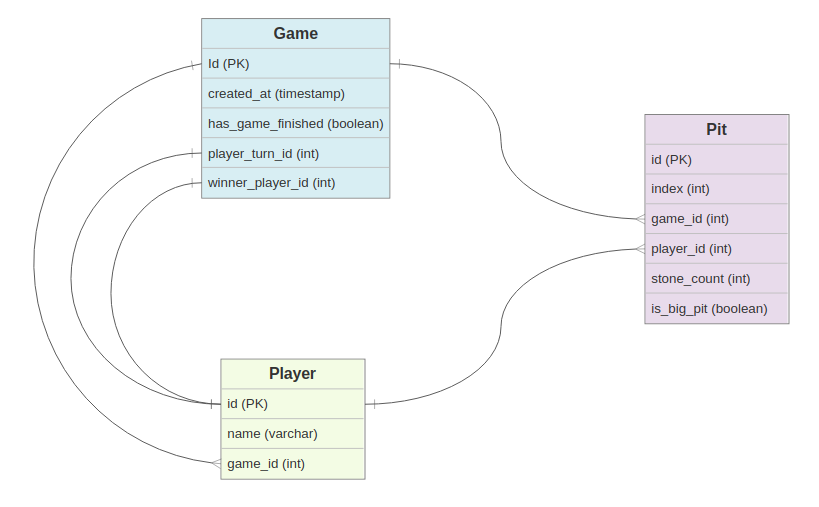 Game
Id (PK)
created_at (timestamp)
has_game_finished (boolean)
player_turn_id (int)
winner_player_id (int)
Pit
id (PK)
index (int)
game_id (int)
player_id (int)
stone_count (int)
is_big_pit (boolean)
Player
id (PK)
name (varchar)
game_id (int)